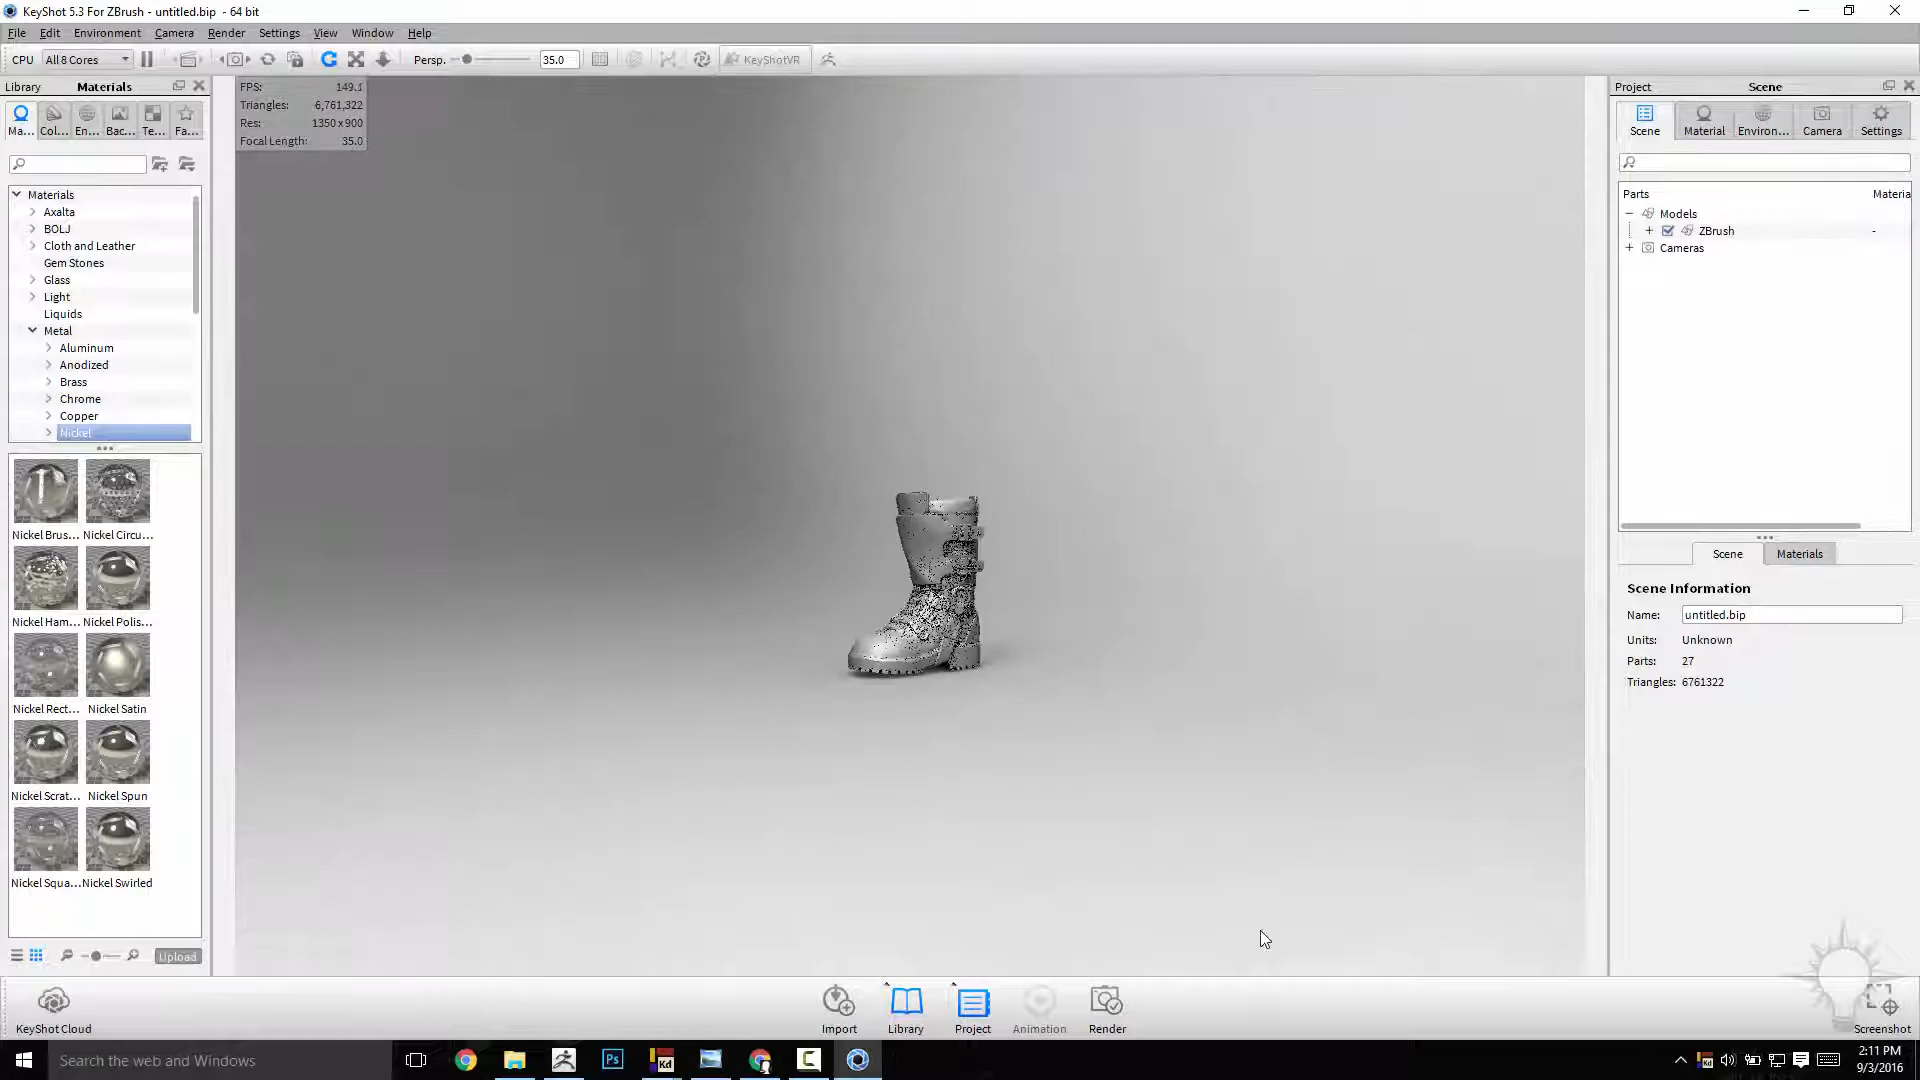 KeyShot 5.3 For ZBrush - untitled.bip - 64 bit
File Edit Environment Camera Render Settings View Window Help
CPU All 8 Cores Persp. 35.0 KeyShotVR
Library Materials
Ma... Col... En... Bac... Te... Fa...
Materials
Axalta
BOLJ
Cloth and Leather
Gem Stones
Glass
Light
Liquids
Metal
Aluminum
Anodized
Brass
Chrome
Copper
Nickel
Nickel Brus... Nickel Circu...
Nickel Ham... Nickel Polis...
Nickel Rect... Nickel Satin
Nickel Scrat... Nickel Spun
Nickel Squa... Nickel Swirled
Upload
FPS: 149.1
Triangles: 6,761,322
Res: 1350 x 900
Focal Length: 35.0
Project Scene
Scene Material Environ... Camera Settings
Parts Materia
Models
ZBrush -
Cameras
Scene Materials
Scene Information
Name: untitled.bip
Units: Unknown
Parts: 27
Triangles: 6761322
KeyShot Cloud Import Library Project Animation Render Screenshot
Search the web and Windows
Ps
Kd
2:11 PM
9/3/2016